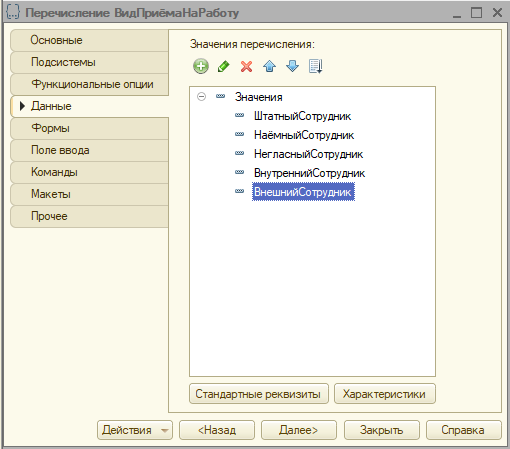 Перечисление ВидПриёмаНаРаботу
Основные
Подсистемы
Функциональные опции
Данные
Формы
Поле ввода
Команды
Макеты
Прочее
Значения перечисления:
Значения
ШтатныйСотрудник
НаёмныйСотрудник
НегласныйСотрудник
ВнутреннийСотрудник
ВнешнийСотрудник
Стандартные реквизиты Характеристики
Действия <Назад Далее> Закрыть Справка